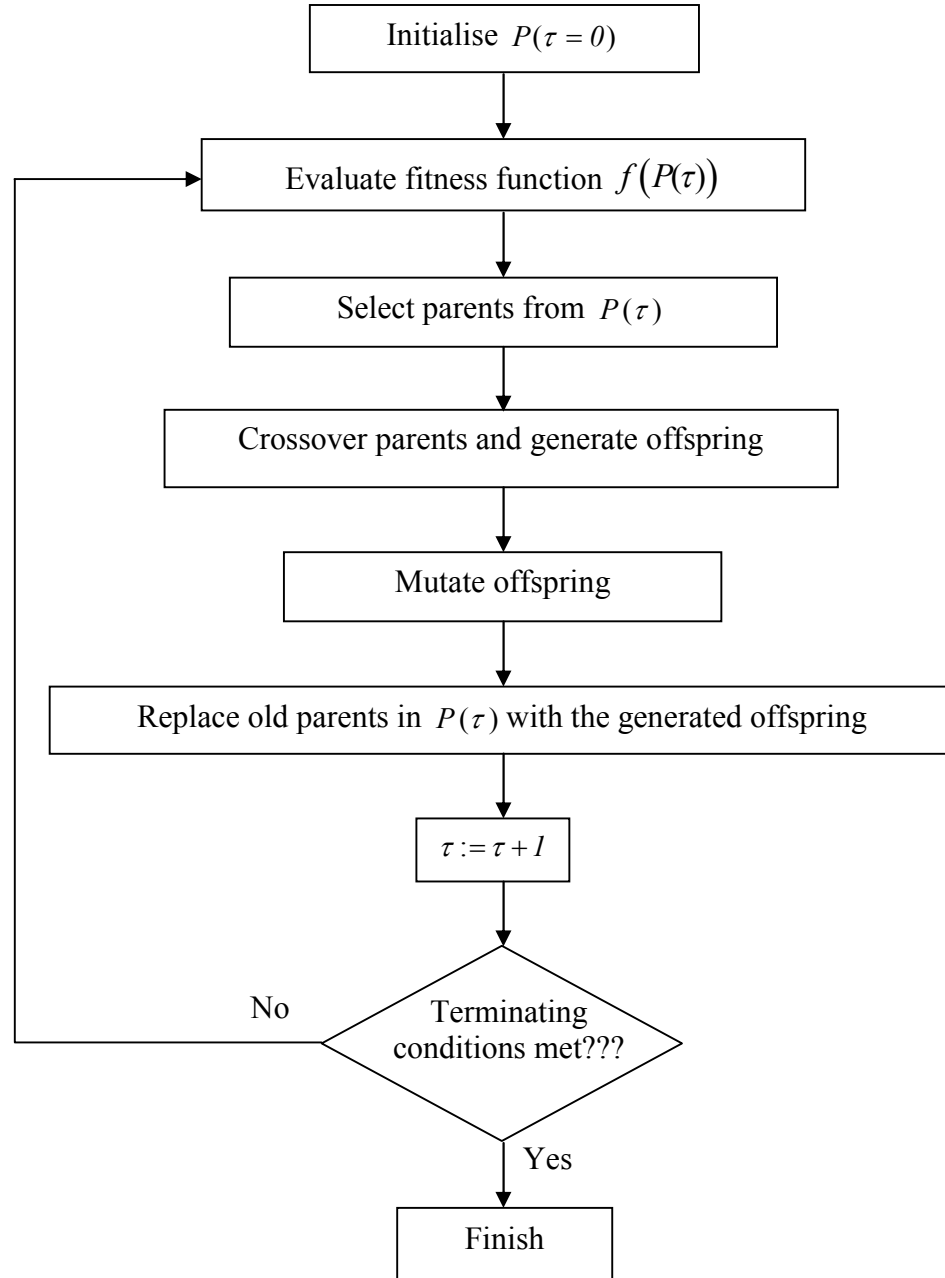 Initialise P(τ = 0)
Evaluate fitness function f(P(τ))
Select parents from P(τ)
Crossover parents and generate offspring
Mutate offspring
Replace old parents in P(τ) with the generated offspring
τ := τ + 1
No
Terminating
conditions met???
Yes
Finish